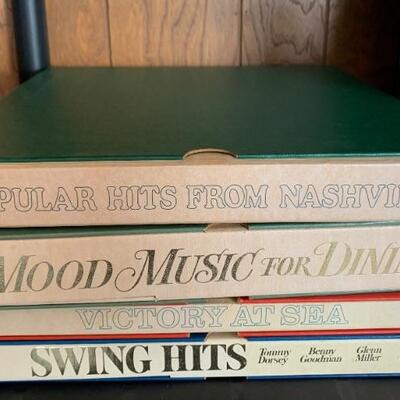 PULAR HITS FROM NASHVI
MOOD MUSIC FOR DIN
VICTORY AT SEA
SWING HITS Tommy Dorsey Benny Goodman Glenn Miller